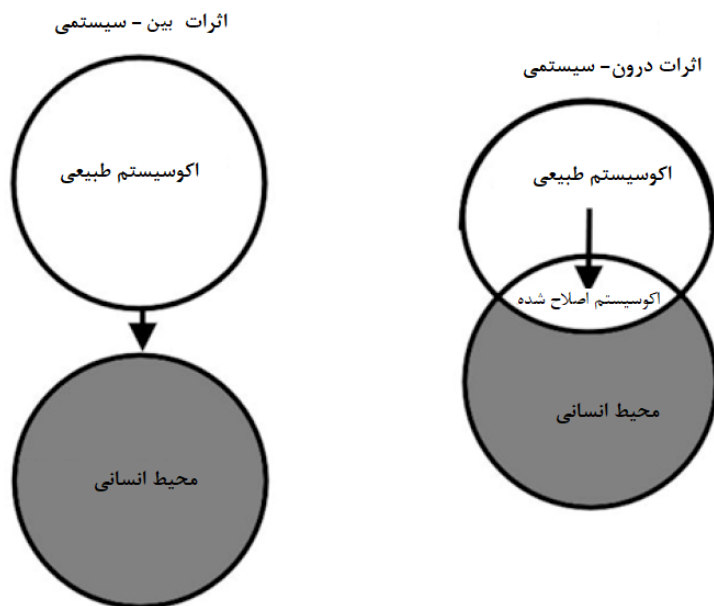 اثرات بین - سیستمی
اکوسیستم طبیعی
محیط انسانی
اثرات درون- سیستمی
اکوسیستم طبیعی
اکوسیستم اصلاح شده
محیط انسانی